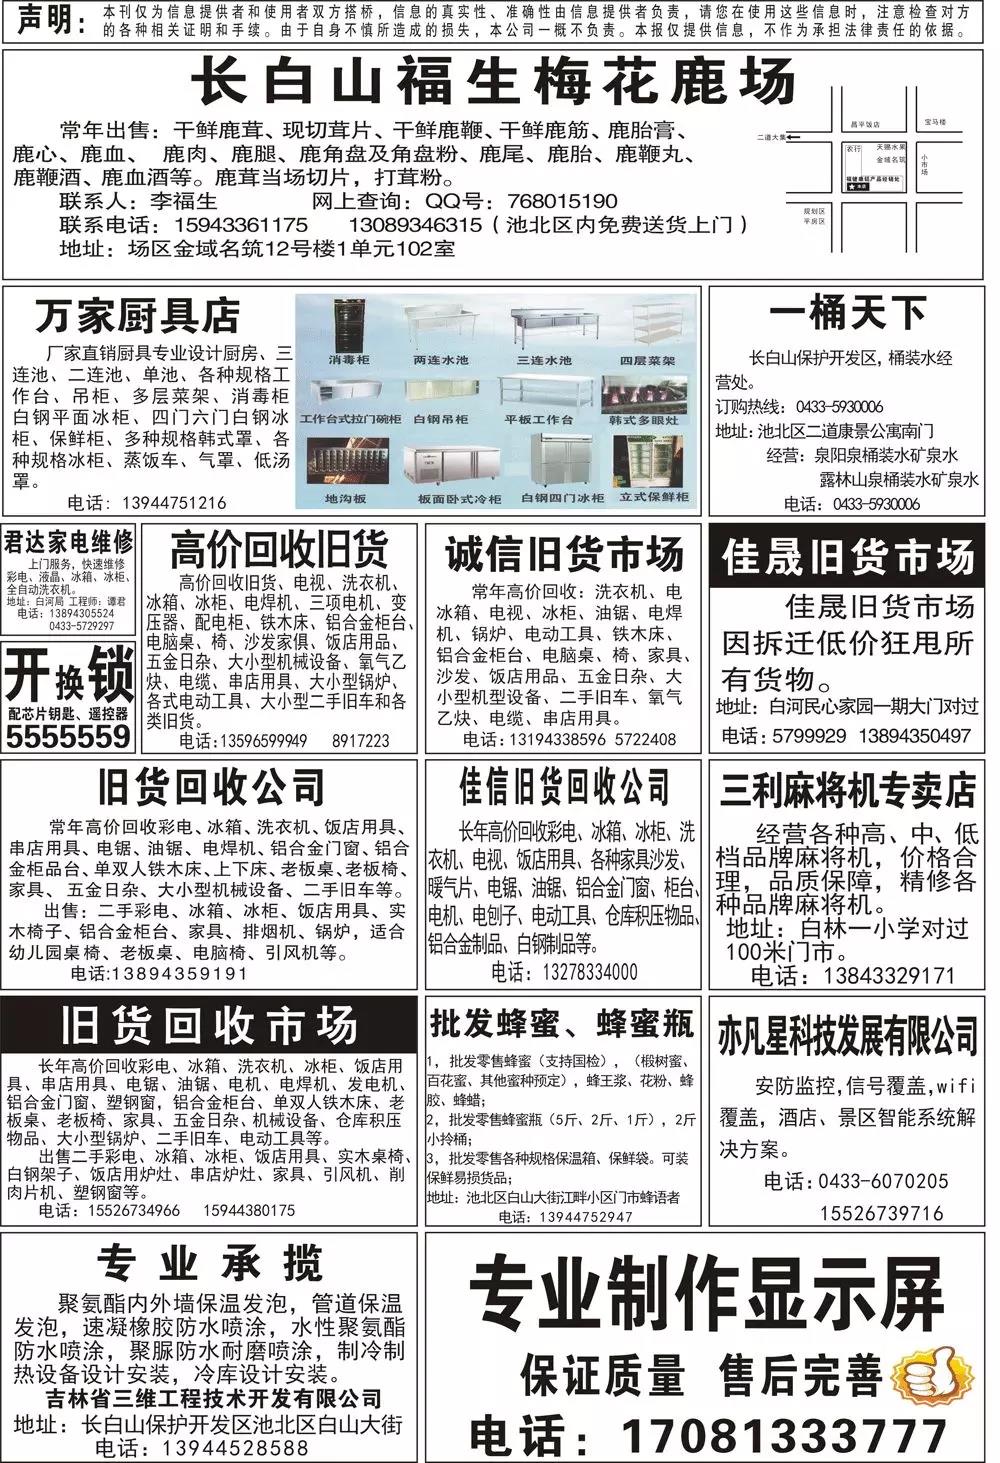 声明：
本刊仅为信息提供者和使用者双方搭桥，信息的真实性、准确性由信息提供者负责，请您在使用这些信息时，注意检查对方
的各种相关证明和手续。由于自身不慎所造成的损失，本公司一概不负责。本报仅提供信息，不作为承担法律责任的依据。
长白山福生梅花鹿场
常年出售：干鲜鹿茸、现切茸片、干鲜鹿鞭、干鲜鹿筋、鹿胎膏、
鹿心、鹿血、 鹿肉、鹿腿、鹿角盘及角盘粉、鹿尾、鹿胎、鹿鞭丸、
鹿鞭酒、鹿血酒等。鹿茸当场切片，打茸粉。
联系人：李福生 网上查询：QQ号：768015190
联系电话：15943361175 13089346315（池北区内免费送货上门）
地址：场区金域名筑12号楼1单元102室
昌平饭店
宝马楼
二道大集
农行
天赐水果
金域名筑
小市场
福健鹿茸产品经销处
★本店
规划区
平房区
万家厨具店
厂家直销厨具专业设计厨房、三
连池、二连池、单池、各种规格工
作台、吊柜、多层菜架、消毒柜
白钢平面冰柜、四门六门白钢冰
柜、保鲜柜、多种规格韩式罩、各
种规格冰柜、蒸饭车、气罩、低汤
罩。
电话：13944751216
消毒柜 两连水池 三连水池 四层菜架
工作台式拉门碗柜 白钢吊柜 平板工作台 韩式多眼灶
地沟板 板面卧式冷柜 白钢四门冰柜 立式保鲜柜
一桶天下
长白山保护开发区，桶装水经
营处。
订购热线：0433-5930006
地址：池北区二道康景公寓南门
经营：泉阳泉桶装水矿泉水
露林山泉桶装水矿泉水
电话：0433-5930006
君达家电维修
上门服务，快速维修
彩电、液晶、冰箱、冰柜、
全自动洗衣机。
地址：白河局 工程师：谭君
电话：13894305524
0433-5729297
开换锁
配芯片钥匙、遥控器
5555559
高价回收旧货
高价回收旧货、电视、洗衣机、
冰箱、冰柜、电焊机、三项电机、变
压器、配电柜、铁木床、铝合金柜台、
电脑桌、椅、沙发家俱、饭店用品、
五金日杂、大小型机械设备、氧气乙
炔、电缆、串店用具、大小型锅炉、
各式电动工具、大小型二手旧车和各
类旧货。
电话：13596599949 8917223
诚信旧货市场
常年高价回收：洗衣机、电
冰箱、电视、冰柜、油锯、电焊
机、锅炉、电动工具、铁木床、
铝合金柜台、电脑桌、椅、家具、
沙发、饭店用品、五金日杂、大
小型机型设备、二手旧车、氧气
乙炔、电缆、串店用具。
电话：13194338596 5722408
佳晟旧货市场
佳晟旧货市场
因拆迁低价狂甩所
有货物。
地址：白河民心家园一期大门对过
电话：5799929 13894350497
旧货回收公司
常年高价回收彩电、冰箱、洗衣机、饭店用具、
串店用具、电锯、油锯、电焊机、铝合金门窗、铝合
金柜品台、单双人铁木床、上下床、老板桌、老板椅、
家具、 五金日杂、大小型机械设备、二手旧车等。
出售：二手彩电、冰箱、冰柜、饭店用具、实
木椅子、铝合金柜台、家具、排烟机、锅炉，适合
幼儿园桌椅、老板桌、电脑椅、引风机等。
电话:13894359191
佳信旧货回收公司
长年高价回收彩电、冰箱、冰柜、洗
衣机、电视、饭店用具、各种家具沙发、
暖气片、电锯、油锯、铝合金门窗、柜台、
电机、电刨子、电动工具、仓库积压物品、
铝合金制品、白钢制品等。
电话：13278334000
三利麻将机专卖店
经营各种高、中、低
档品牌麻将机，价格合
理，品质保障，精修各
种品牌麻将机。
地址：白林一小学对过
100米门市。
电话：13843329171
旧货回收市场
长年高价回收彩电、冰箱、洗衣机、冰柜、饭店用
具、串店用具、电锯、油锯、电机、电焊机、发电机、
铝合金门窗、塑钢窗，铝合金柜台、单双人铁木床、老
板桌、老板椅、家具、五金日杂、机械设备、仓库积压
物品、大小型锅炉、二手旧车、电动工具等。
出售二手彩电、冰箱、冰柜、饭店用具、实木桌椅、
白钢架子、饭店用炉灶、串店炉灶、家具、引风机、削
肉片机、塑钢窗等。
电话：15526734966 15944380175
批发蜂蜜、蜂蜜瓶
1，批发零售蜂蜜（支持国检），（椴树蜜、
百花蜜、其他蜜种预定），蜂王浆、花粉、蜂
胶、蜂蜡；
2，批发零售蜂蜜瓶（5斤、2斤、1斤），2斤
小拎桶；
3，批发零售各种规格保温箱、保鲜袋。可装
保鲜易损货品；
地址：池北区白山大街江畔小区门市蜂语者
电话：13944752947
亦凡星科技发展有限公司
安防监控,信号覆盖,wifi
覆盖，酒店、景区智能系统解
决方案。
电话：0433-6070205
15526739716
专业承揽
聚氨酯内外墙保温发泡，管道保温
发泡，速凝橡胶防水喷涂，水性聚氨酯
防水喷涂，聚脲防水耐磨喷涂，制冷制
热设备设计安装，冷库设计安装。
吉林省三维工程技术开发有限公司
地址：长白山保护开发区池北区白山大街
电话：13944528588
专业制作显示屏
保证质量 售后完善
电话：17081333777